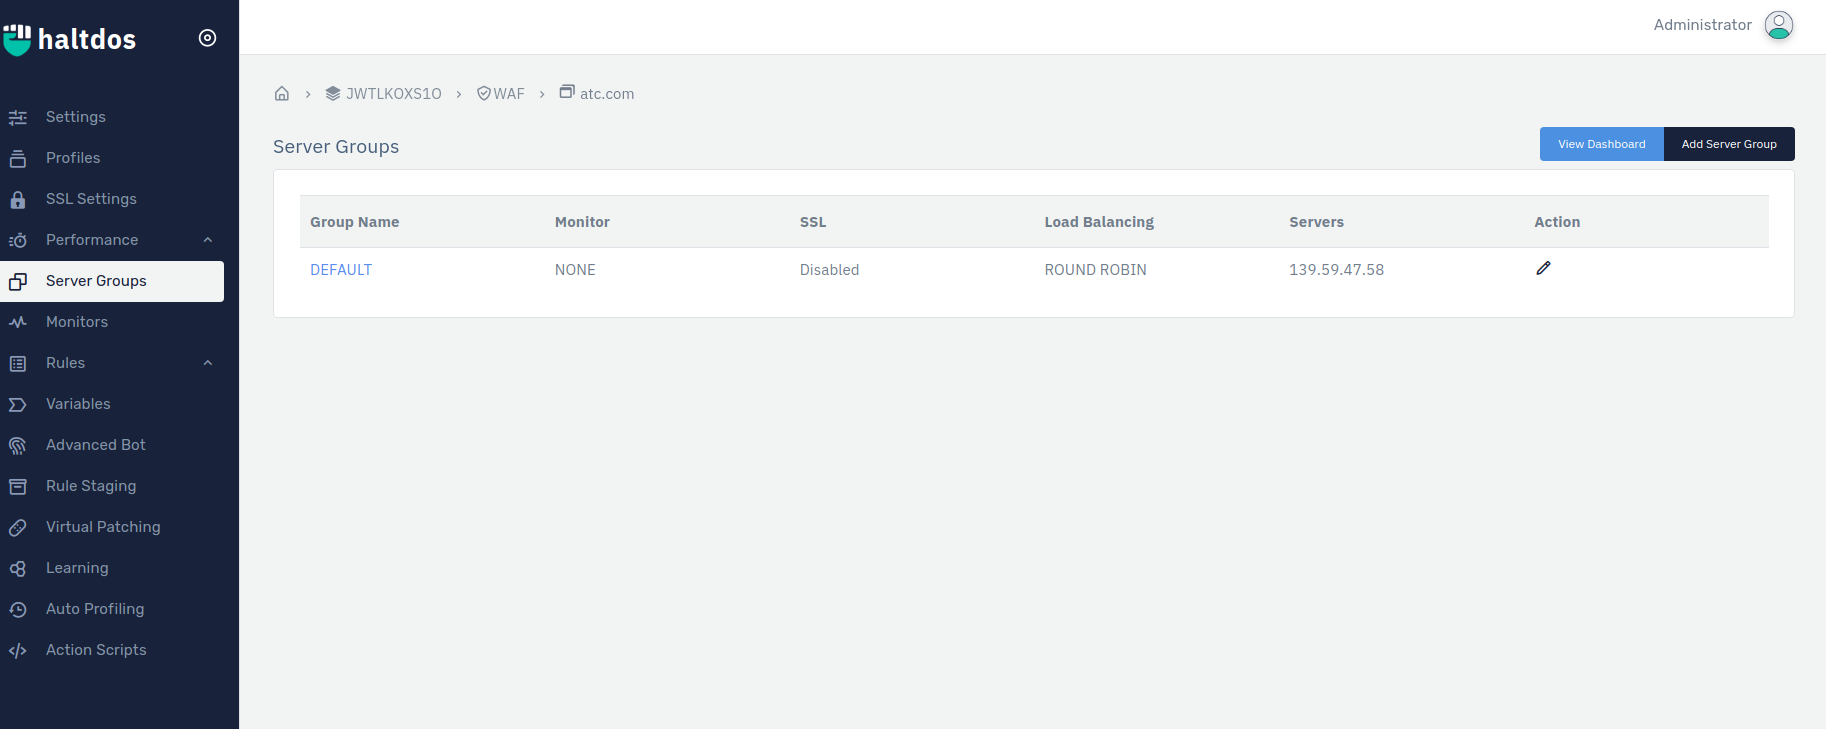 haltdos
Administrator
JWTLKOXS1O > WAF > atc.com
Settings
Profiles
SSL Settings
Performance
Server Groups
Monitors
Rules
Variables
Advanced Bot
Rule Staging
Virtual Patching
Learning
Auto Profiling
Action Scripts
Server Groups
View Dashboard Add Server Group
Group Name Monitor SSL Load Balancing Servers Action
DEFAULT NONE Disabled ROUND ROBIN 139.59.47.58